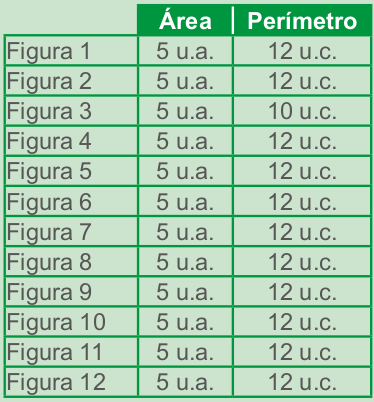 Área Perímetro
Figura 1 5 u.a. 12 u.c.
Figura 2 5 u.a. 12 u.c.
Figura 3 5 u.a. 10 u.c.
Figura 4 5 u.a. 12 u.c.
Figura 5 5 u.a. 12 u.c.
Figura 6 5 u.a. 12 u.c.
Figura 7 5 u.a. 12 u.c.
Figura 8 5 u.a. 12 u.c.
Figura 9 5 u.a. 12 u.c.
Figura 10 5 u.a. 12 u.c.
Figura 11 5 u.a. 12 u.c.
Figura 12 5 u.a. 12 u.c.